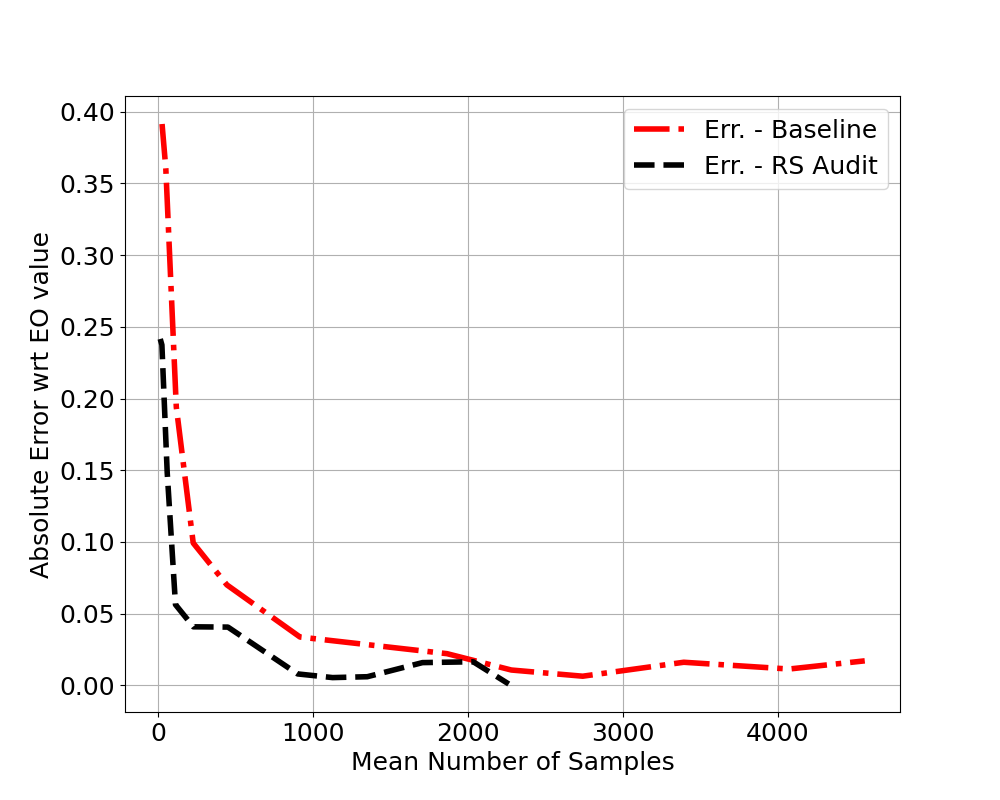 Err. - Baseline
Err. - RS Audit
Absolute Error wrt EO value
0.40
0.35
0.30
0.25
0.20
0.15
0.10
0.05
0.00
0 1000 2000 3000 4000
Mean Number of Samples